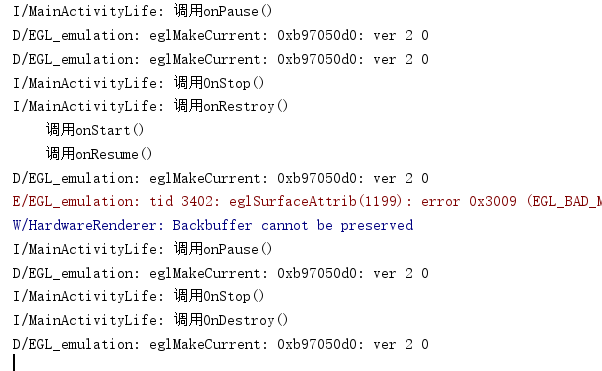 I/MainActivityLife: 调用onPause()
D/EGL_emulation: eglMakeCurrent: 0xb97050d0: ver 2 0
D/EGL_emulation: eglMakeCurrent: 0xb97050d0: ver 2 0
I/MainActivityLife: 调用OnStop()
I/MainActivityLife: 调用onRestroy()
调用onStart()
调用onResume()
D/EGL_emulation: eglMakeCurrent: 0xb97050d0: ver 2 0
E/EGL_emulation: tid 3402: eglSurfaceAttrib(1199): error 0x3009 (EGL_BAD_M
W/HardwareRenderer: Backbuffer cannot be preserved
I/MainActivityLife: 调用onPause()
D/EGL_emulation: eglMakeCurrent: 0xb97050d0: ver 2 0
I/MainActivityLife: 调用OnStop()
I/MainActivityLife: 调用OnDestroy()
D/EGL_emulation: eglMakeCurrent: 0xb97050d0: ver 2 0